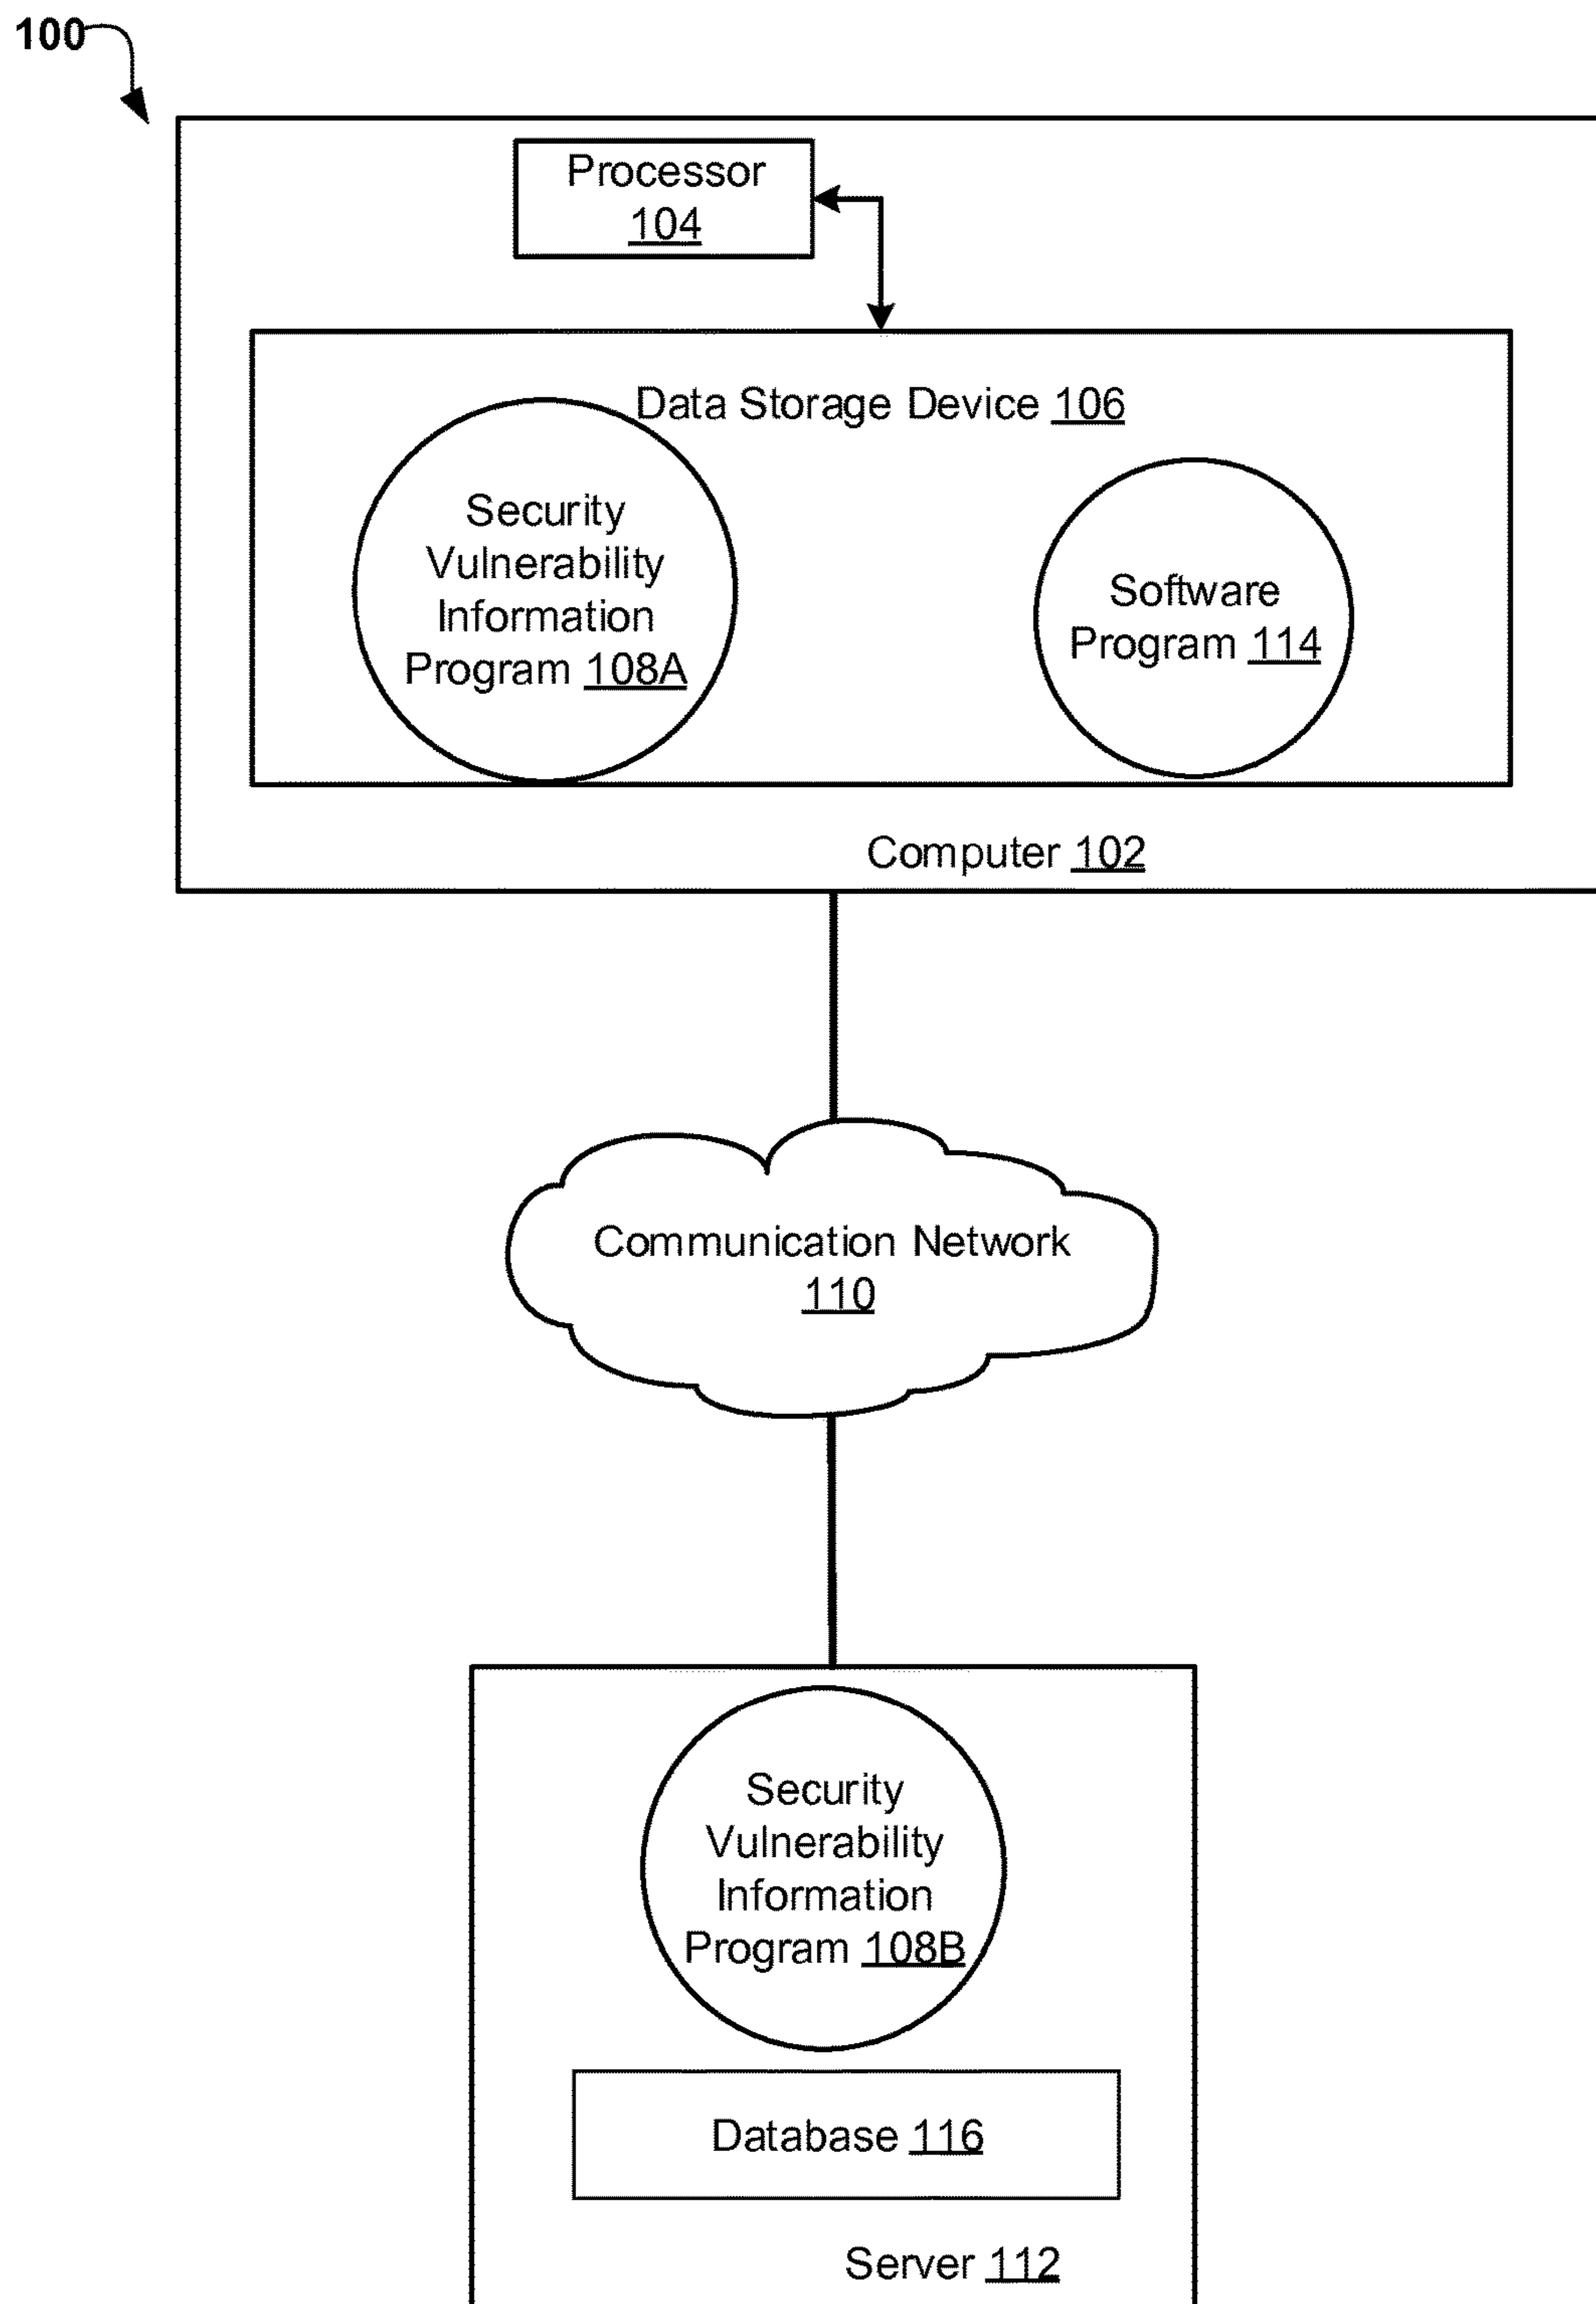 100
Processor
104
Data Storage Device 106
Security
Vulnerability
Information
Program 108A
Software
Program 114
Computer 102
Communication Network
110
Security
Vulnerability
Information
Program 108B
Database 116
Server 112